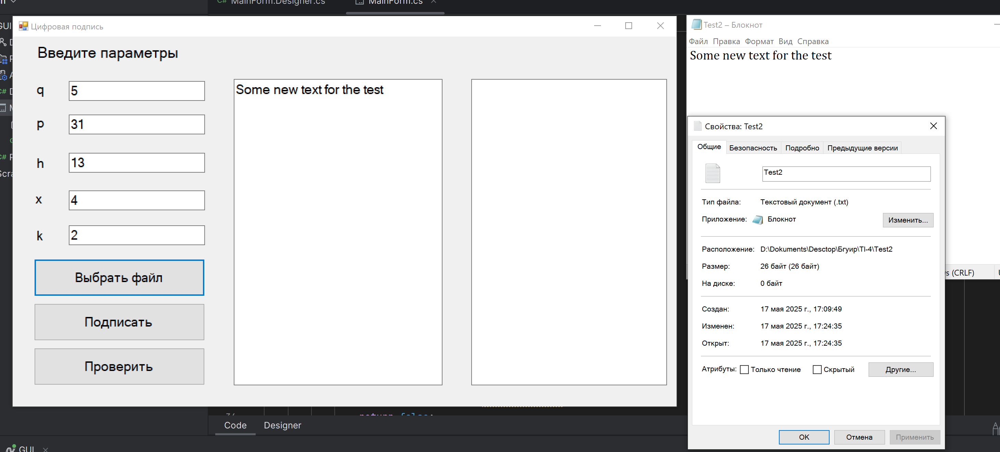 MainForm.Designer.cs
MainForm.cs
GUI
Цифровая подпись
Введите параметры
q 5
p 31
h 13
x 4
k 2
Выбрать файл
Подписать
Проверить
Some new text for the test
Test2 – Блокнот
Файл Правка Формат Вид Справка
Some new text for the test
(CRLF)
Свойства: Test2
Общие Безопасность Подробно Предыдущие версии
Test2
Тип файла: Текстовый документ (.txt)
Приложение: Блокнот Изменить...
Расположение: D:\Dokuments\Desctop\Бгуир\TI-4\Test2
Размер: 26 байт (26 байт)
На диске: 0 байт
Создан: 17 мая 2025 г., 17:09:49
Изменен: 17 мая 2025 г., 17:24:35
Открыт: 17 мая 2025 г., 17:24:35
Атрибуты: Только чтение Скрытый Другие...
OK Отмена Применить
Code Designer
GUI